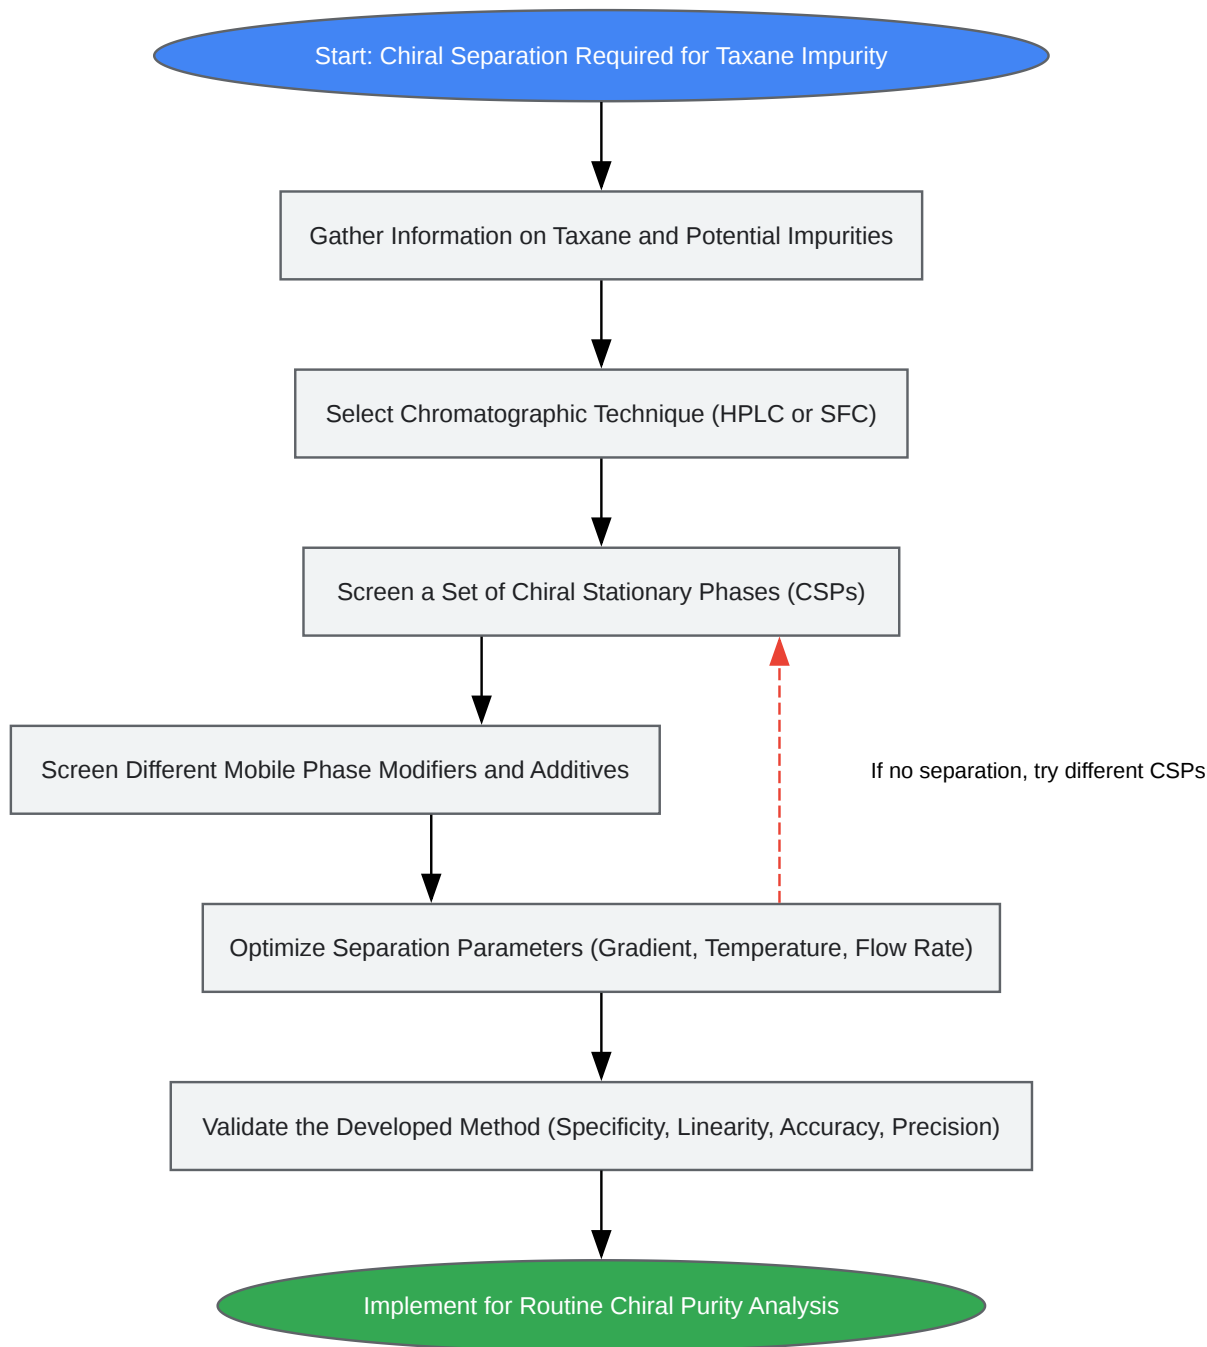 Start: Chiral Separation Required for Taxane Impurity
Gather Information on Taxane and Potential Impurities
Select Chromatographic Technique (HPLC or SFC)
Screen a Set of Chiral Stationary Phases (CSPs)
Screen Different Mobile Phase Modifiers and Additives
If no separation, try different CSPs
Optimize Separation Parameters (Gradient, Temperature, Flow Rate)
Validate the Developed Method (Specificity, Linearity, Accuracy, Precision)
Implement for Routine Chiral Purity Analysis